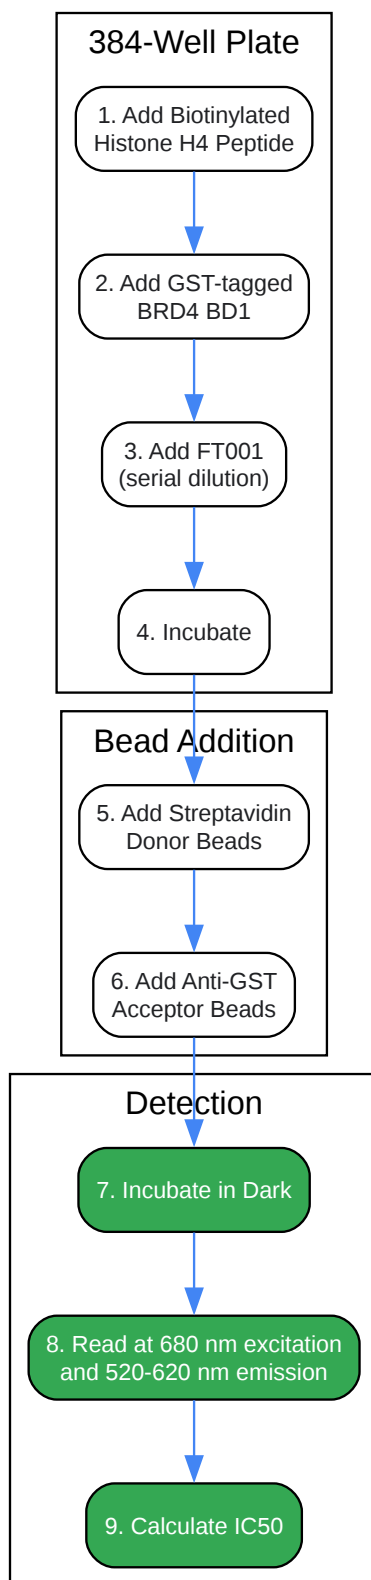 384-Well Plate
1. Add Biotinylated
Histone H4 Peptide
2. Add GST-tagged
BRD4 BD1
3. Add FT001
(serial dilution)
4. Incubate
Bead Addition
5. Add Streptavidin
Donor Beads
6. Add Anti-GST
Acceptor Beads
Detection
7. Incubate in Dark
8. Read at 680 nm excitation
and 520-620 nm emission
9. Calculate IC50